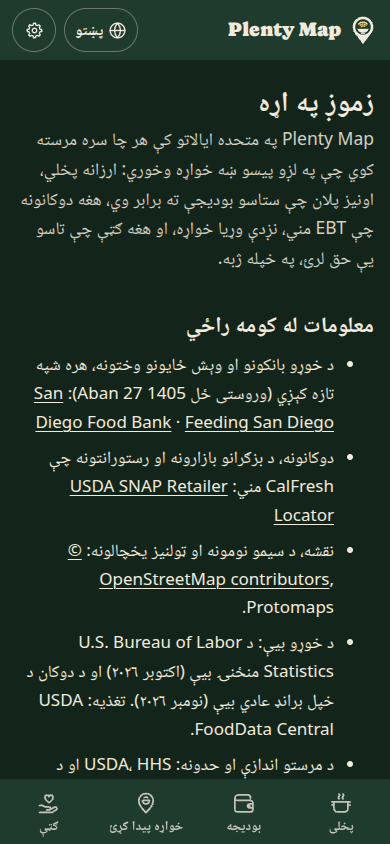 Plenty Map
پښتو
زموږ په اړه
Plenty Map په متحده ایالاتو کې هر چا سره مرسته
کوي چې په لږو پیسو ښه خواړه وخوري: ارزانه پخلي،
اونیز پلان چې ستاسو بودیجې ته برابر وي، هغه دوکانونه
چې EBT مني، نږدې وړیا خواړه، او هغه ګټې چې تاسو
یې حق لرئ، په خپله ژبه.
معلومات له کومه راځي
د خوړو بانکونو او وېش ځایونو وختونه، هره شپه
تازه کېږي (وروستی ځل 1405 Aban 27): San
Diego Food Bank · Feeding San Diego
دوکانونه، د بزګرانو بازارونه او رستورانتونه چې
CalFresh مني: USDA SNAP Retailer
Locator
نقشه، د سیمو نومونه او ټولنیز یخچالونه: ©
OpenStreetMap contributors,
Protomaps.
د خوړو بیې: د U.S. Bureau of Labor
Statistics منځنۍ بیې (اکتوبر ۲۰۲۶) او د دوکان د
خپل برانډ عادي بیې (نومبر ۲۰۲۶). تغذیه: USDA
FoodData Central.
د مرستو اندازې او حدونه: USDA, HHS او د
پخلی
بودیجه
خواړه پیدا کړئ
ګټې